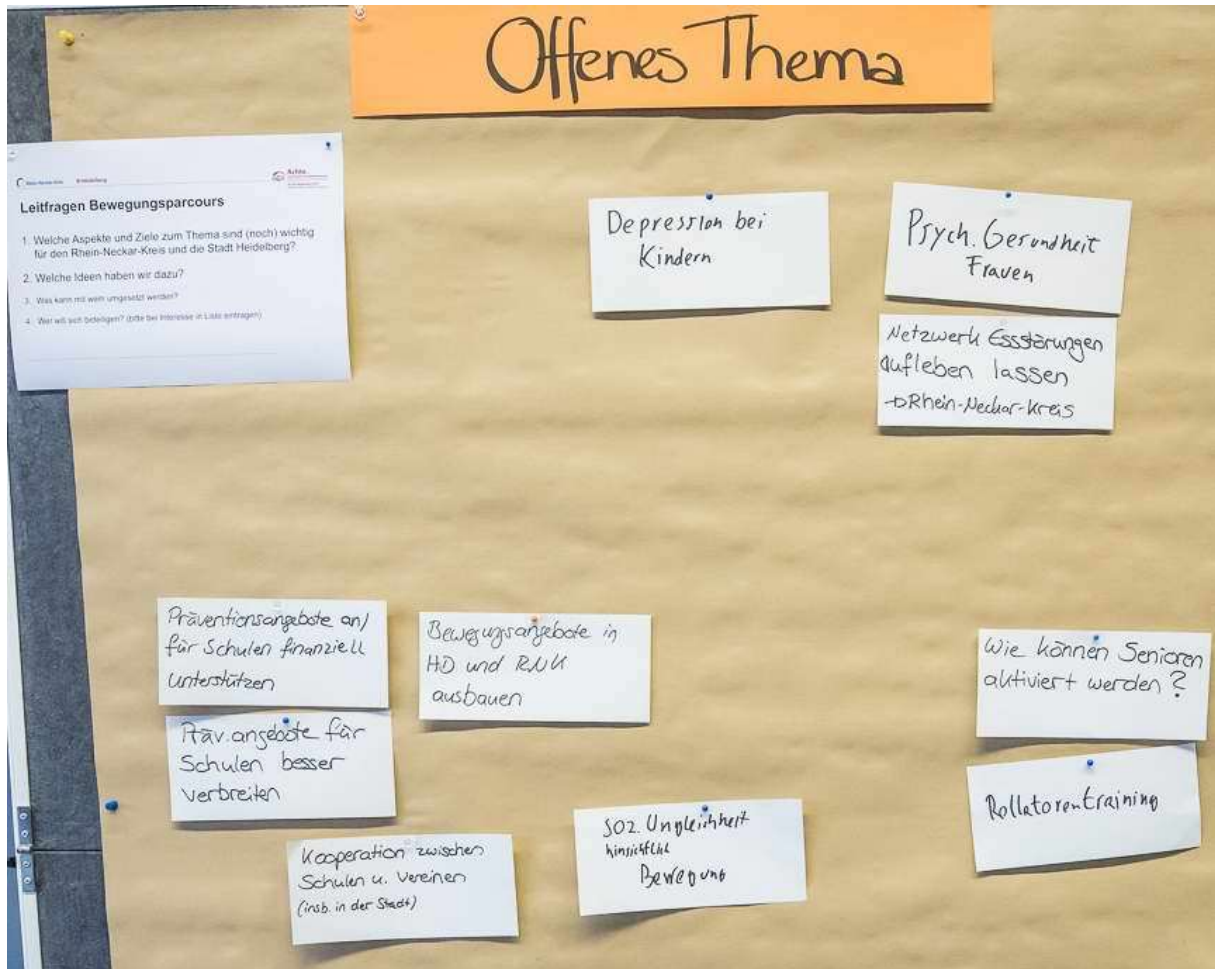 Offenes Thema
Achte
Leitfragen Bewegungsparcours
1. Welche Aspekte und Ziele zum Thema sind (noch) wichtig
für den Rhein-Neckar-Kreis und die Stadt Heidelberg?
2. Welche Ideen haben wir dazu?
3. Was kann mit wem umgesetzt werden?
4. Wer will sich beteiligen? (bitte bei Interesse in Liste eintragen)
Depression bei
Kindern
Psych. Gesundheit
Frauen
Netzwerk Essstörungen
aufleben lassen
→Rhein-Neckar-Kreis
Präventionsangebote an/
für Schulen finanziell
unterstützen
Präv.angebote für
Schulen besser
verbreiten
Bewegungsangebote in
HD und RNK
ausbauen
Kooperation zwischen
Schulen u. Vereinen
(insb. in der Stadt)
soz. Ungleichheit
hinsichtlich
Bewegung
Wie können Senioren
aktiviert werden?
Rollatorentraining